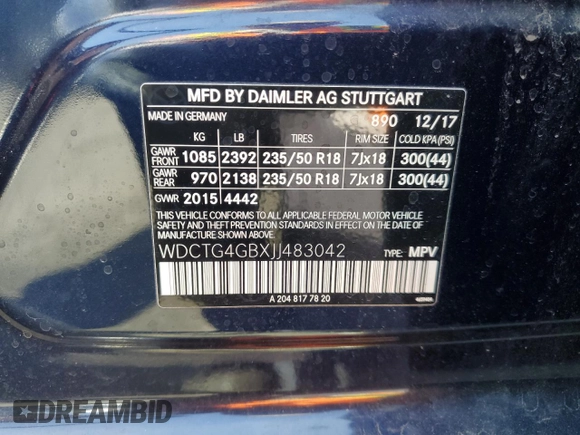 MFD BY DAIMLER AG STUTTGART
MADE IN GERMANY 890 12/17
KG LB TIRES RIM SIZE COLD KPA (PSI)
GAWR FRONT 1085 2392 235/50 R18 7Jx18 300(44)
GAWR REAR 970 2138 235/50 R18 7Jx18 300(44)
GVWR 2015 4442
THIS VEHICLE CONFORMS TO ALL APPLICABLE FEDERAL MOTOR VEHICLE
SAFETY AND THEFT PREVENTION STANDARDS IN EFFECT ON THE DATE OF
MANUFACTURE SHOWN ABOVE.
WDCTG4GBXJJ483042 TYPE: MPV
A 204 817 78 20
DREAMBID